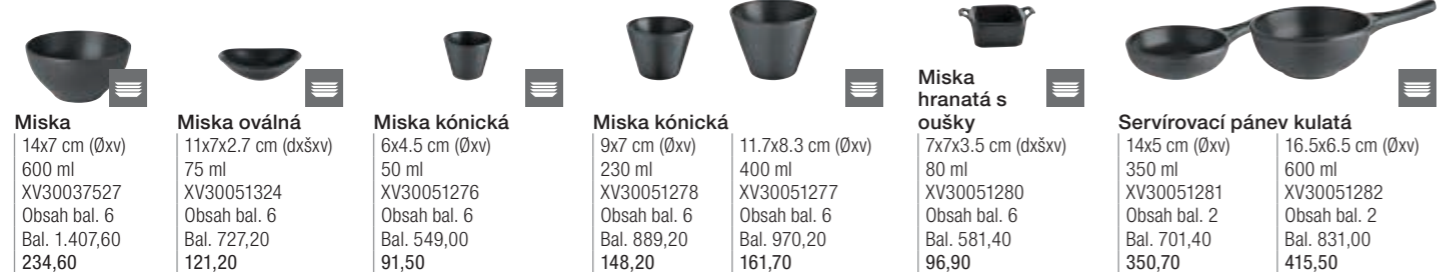 Miska
14x7 cm (Øxv)
600 ml
XV30037527
Obsah bal. 6
Bal. 1.407,60
234,60
Miska oválná
11x7x2.7 cm (dxšxv)
75 ml
XV30051324
Obsah bal. 6
Bal. 727,20
121,20
Miska kónická
6x4.5 cm (Øxv)
50 ml
XV30051276
Obsah bal. 6
Bal. 549,00
91,50
Miska kónická
9x7 cm (Øxv)
230 ml
XV30051278
Obsah bal. 6
Bal. 889,20
148,20
11.7x8.3 cm (Øxv)
400 ml
XV30051277
Obsah bal. 6
Bal. 970,20
161,70
Miska
hranatá s
oušky
7x7x3.5 cm (dxšxv)
80 ml
XV30051280
Obsah bal. 6
Bal. 581,40
96,90
Servírovací pánev kulatá
14x5 cm (Øxv)
350 ml
XV30051281
Obsah bal. 2
Bal. 701,40
350,70
16.5x6.5 cm (Øxv)
600 ml
XV30051282
Obsah bal. 2
Bal. 831,00
415,50